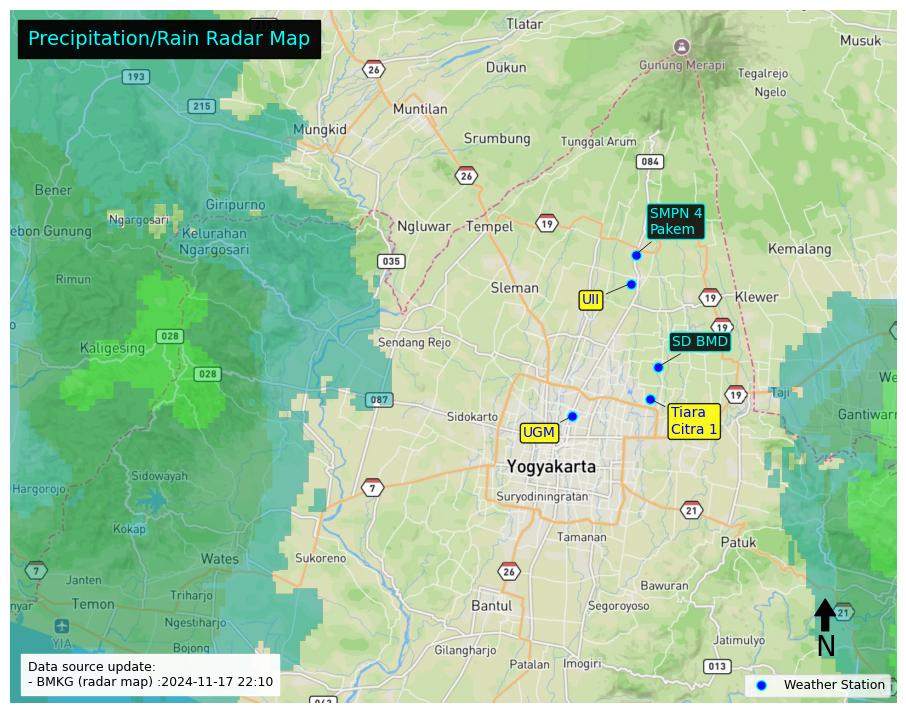 Precipitation/Rain Radar Map
Tlatar
Musuk
26
193
Dukun
Gunung Merapi
Tegalrejo
Ngelo
215
Muntilan
Mungkid
Srumbung
Tunggal Arum
084
26
Bener
Giripurno
Ngargosari
SMPN 4
Pakem
Ngluwar
Tempel
19
ebon Gunung
Kelurahan
Ngargosari
Kemalang
035
Rimun
Sleman
UII
19
Klewer
19
028
Sendang Rejo
SD BMD
Kaligesing
028
We
087
19
Taji
Sidokarto
Tiara
Citra 1
Gantiwar
UGM
Yogyakarta
Sidowayah
Hargorojo
7
Suryodiningratan
21
Kokap
Tamanan
Patuk
Wates
Sukoreno
7
26
Janten
Bawuran
nyar
Temon
Triharjo
Bantul
Segoroyoso
21
Ngestiharjo
YIA
Bojong
Gilangharjo
Jatimulyo
N
Patalan
Imogiri
013
Data source update:
- BMKG (radar map) :2024-11-17 22:10
Weather Station